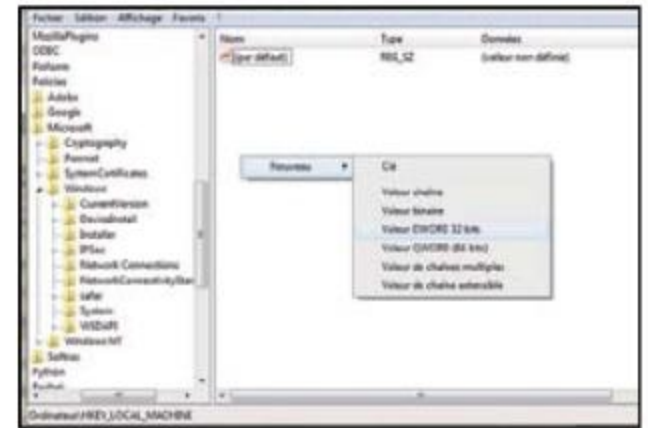 Fichier Edition Affichage Favoris ?
MozillaPlugins
ODBC
Policies
Adobe
Google
Microsoft
Cryptography
SystemCertificates
Windows
CurrentVersion
DeviceInstall
Installer
IPSec
Network Connections
safer
System
WSDAPI
Windows NT
Softros
Python
Nom Type Données
(par défaut) REG_SZ (valeur non définie)
Nouveau
Clé
Valeur chaîne
Valeur binaire
Valeur DWORD 32 bits
Valeur QWORD (64 bits)
Valeur de chaînes multiples
Valeur de chaîne extensible
Ordinateur\HKEY_LOCAL_MACHINE